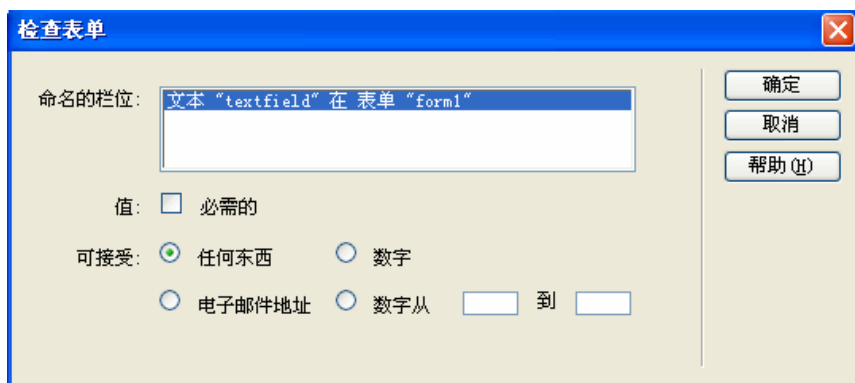 检查表单
命名的栏位: 文本 "textfield" 在 表单 "form1"
确定
取消
帮助(H)
值: 必需的
可接受: 任何东西 数字
电子邮件地址 数字从 到